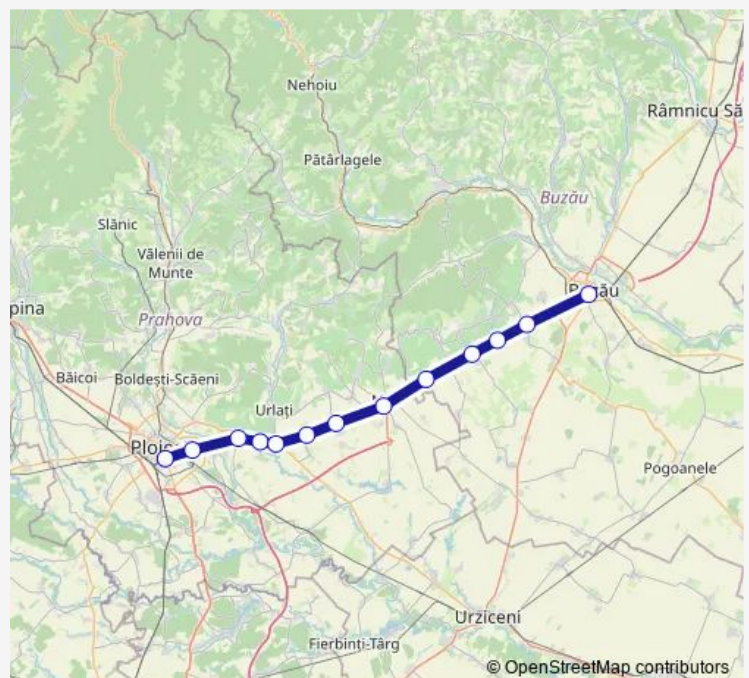 Nehoiu
Râmnicu Să
Pătârlagele
Buzău
Slănic
Vălenii de
Munte
pina
Prahova
Băicoi
Boldești-Scăeni
Urlați
Ploie
Pogoanele
Urziceni
Fierbinți-Târg
© OpenStreetMap contributors